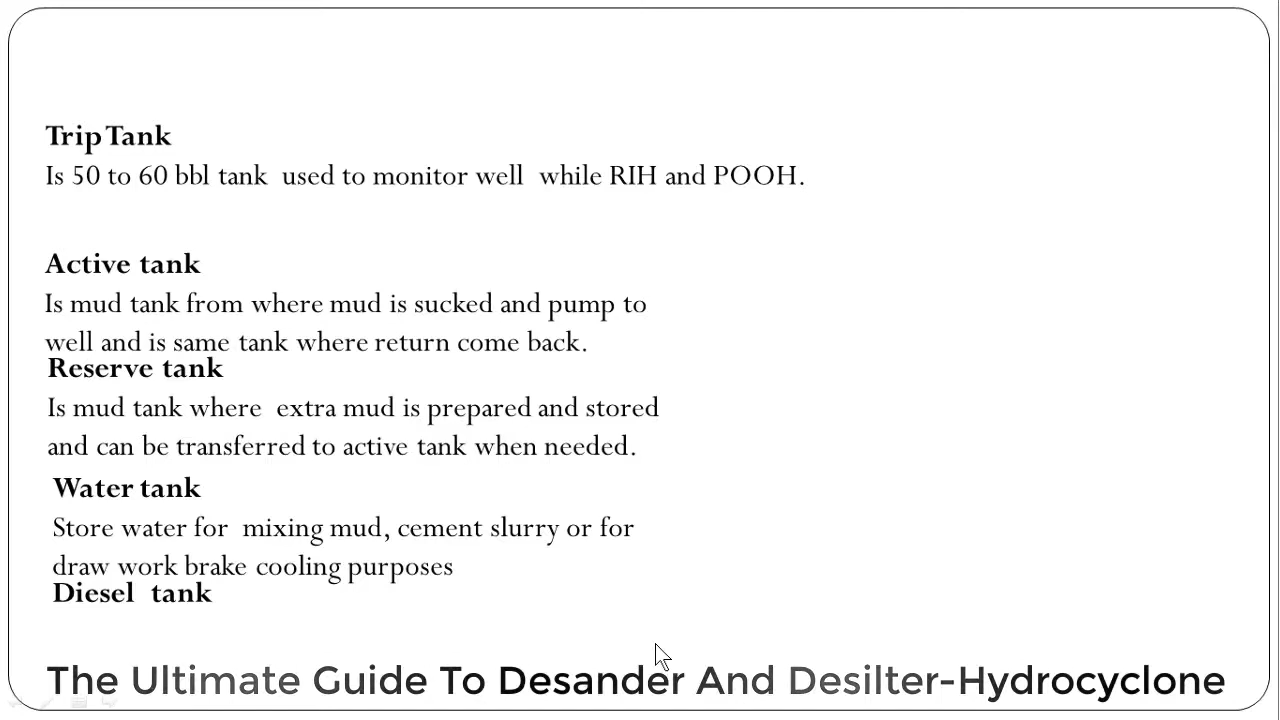 Trip Tank
Is 50 to 60 bbl tank used to monitor well while RIH and POOH.
Active tank
Is mud tank from where mud is sucked and pump to
well and is same tank where return come back.
Reserve tank
Is mud tank where extra mud is prepared and stored
and can be transferred to active tank when needed.
Water tank
Store water for mixing mud, cement slurry or for
draw work brake cooling purposes
Diesel tank
The Ultimate Guide To Desander And Desilter-Hydrocyclone